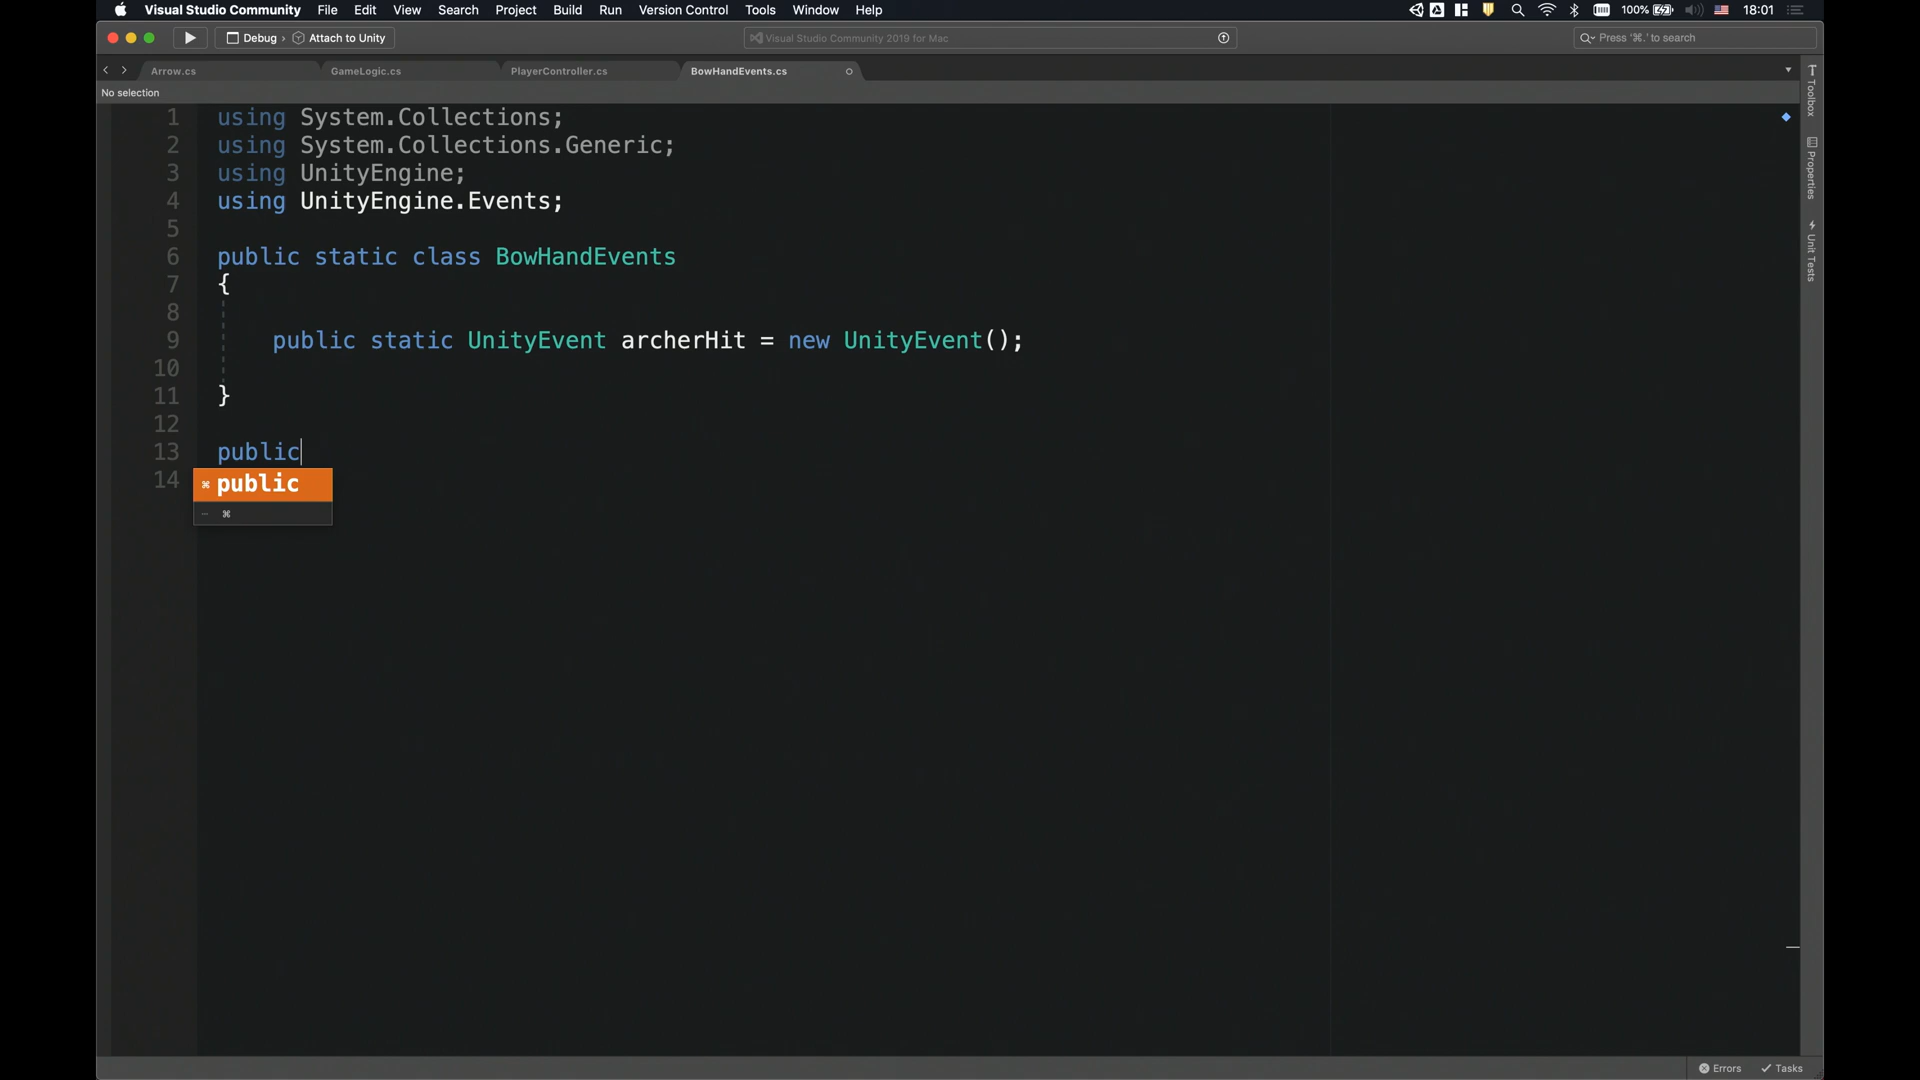 Visual Studio Community File Edit View Search Project Build Run Version Control Tools Window Help 100% 18:01
Debug › Attach to Unity Visual Studio Community 2019 for Mac Press '⌘.' to search
Arrow.cs GameLogic.cs PlayerController.cs BowHandEvents.cs
No selection
1 using System.Collections;
2 using System.Collections.Generic;
3 using UnityEngine;
4 using UnityEngine.Events;
5
6 public static class BowHandEvents
7 {
8
9 public static UnityEvent archerHit = new UnityEvent();
10
11 }
12
13 public
14
public
Toolbox
Properties
Unit Tests
Errors Tasks